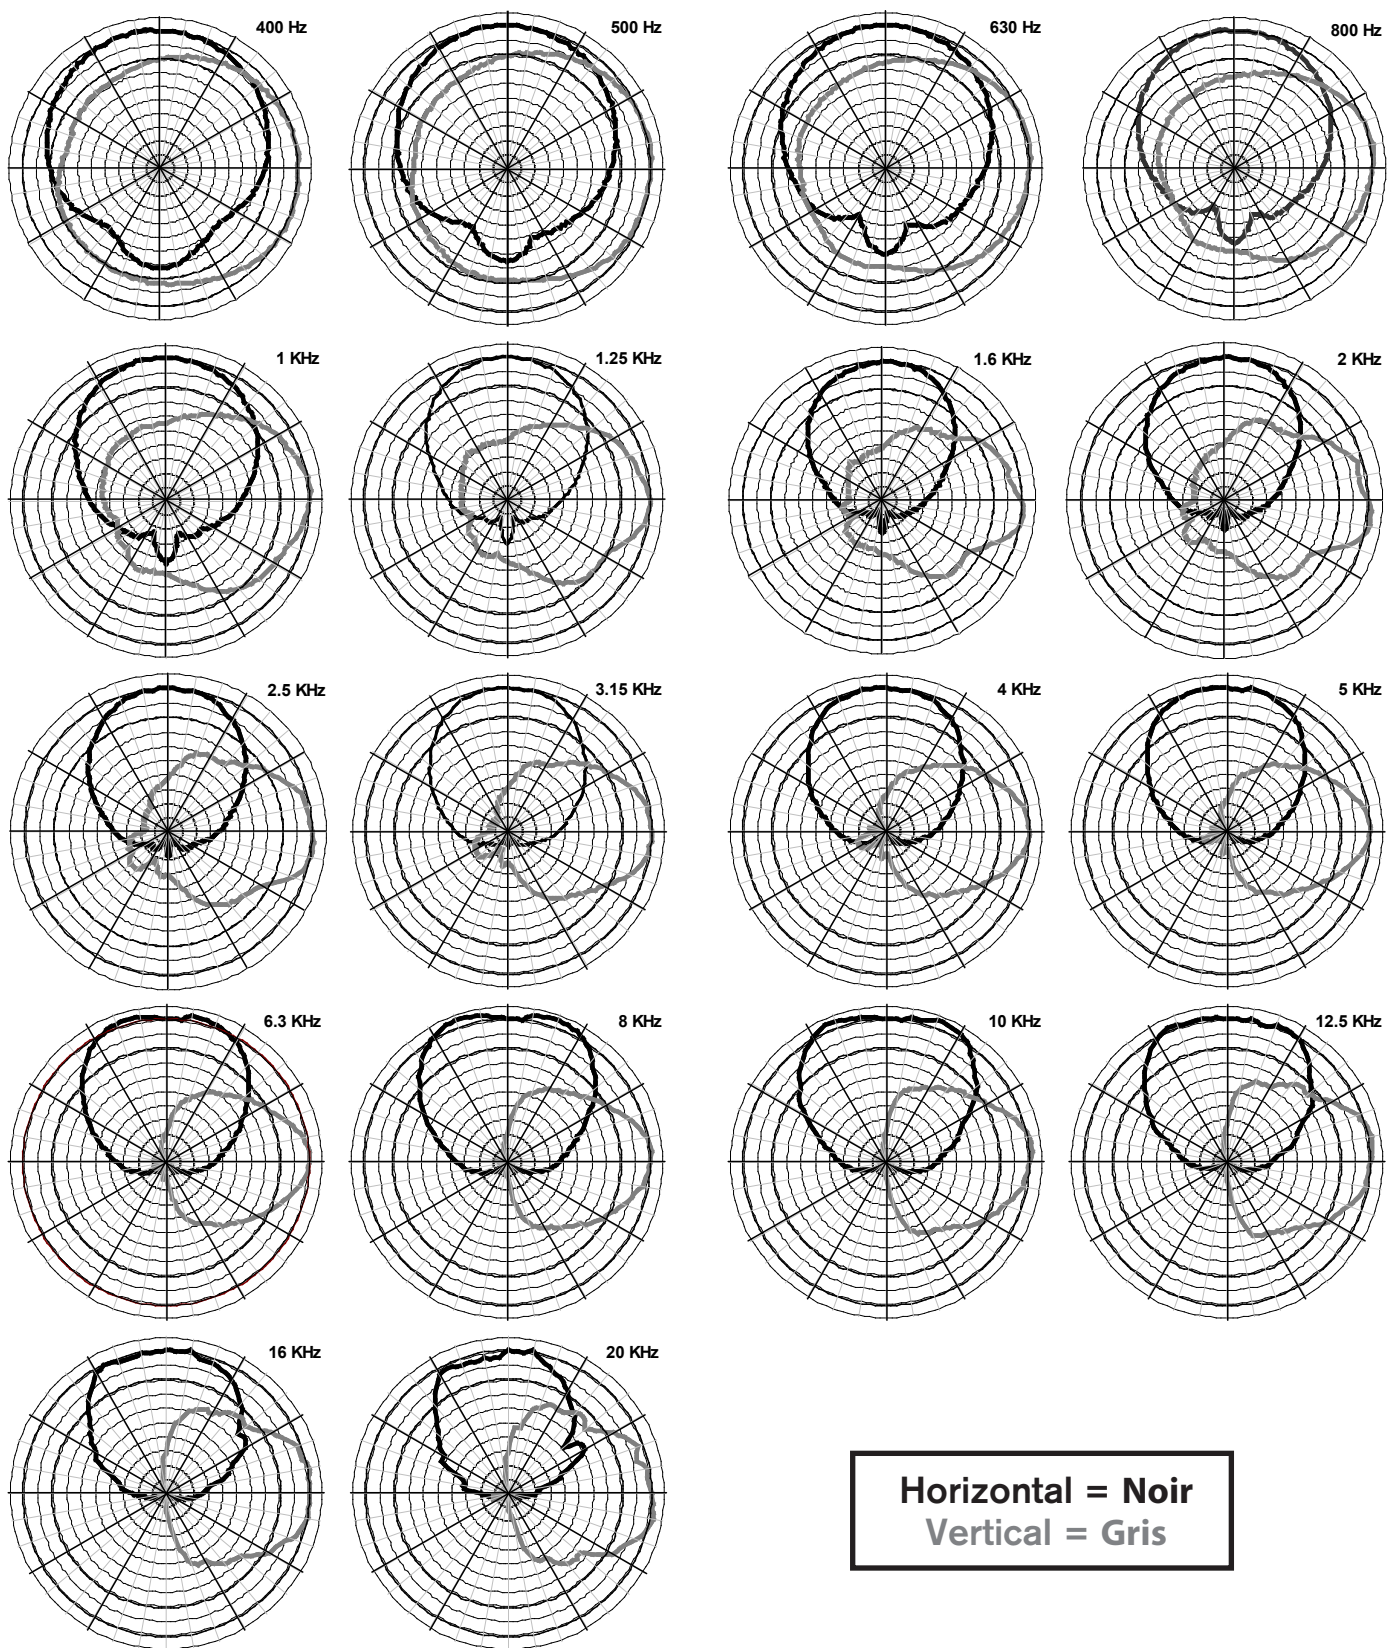 400 Hz
500 Hz
630 Hz
800 Hz
1 KHz
1.25 KHz
1.6 KHz
2 KHz
2.5 KHz
3.15 KHz
4 KHz
5 KHz
6.3 KHz
8 KHz
10 KHz
12.5 KHz
16 KHz
20 KHz
Horizontal = Noir
Vertical = Gris